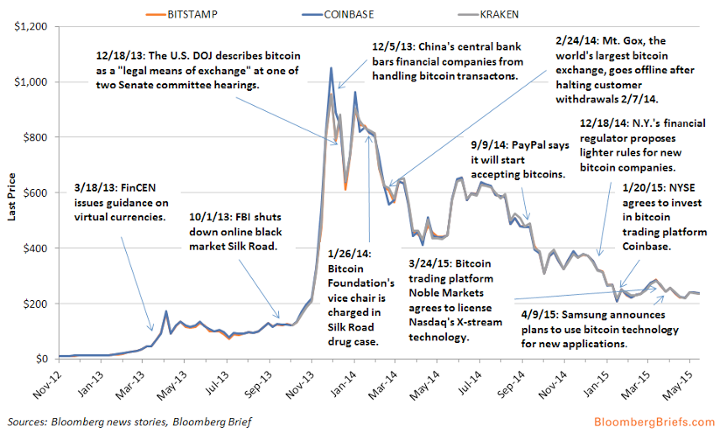 BITSTAMP COINBASE KRAKEN
$1,200
$1,000
$800
$600
$400
$200
$0
Last Price
12/18/13: The U.S. DOJ describes bitcoin
as a "legal means of exchange" at one of
two Senate committee hearings.
12/5/13: China's central bank
bars financial companies from
handling bitcoin transactons.
2/24/14: Mt. Gox, the
world's largest bitcoin
exchange, goes offline after
halting customer
withdrawals 2/7/14.
3/18/13: FinCEN
issues guidance on
virtual currencies.
10/1/13: FBI shuts
down online black
market Silk Road.
9/9/14: PayPal says
it will start
accepting bitcoins.
12/18/14: N.Y.'s financial
regulator proposes
lighter rules for new
bitcoin companies.
1/26/14:
Bitcoin
Foundation's
vice chair is
charged in
Silk Road
drug case.
3/24/15: Bitcoin
trading platform
Noble Markets
agrees to license
Nasdaq's X-stream
technology.
1/20/15: NYSE
agrees to invest
in bitcoin
trading platform
Coinbase.
4/9/15: Samsung announces
plans to use bitcoin technology
for new applications.
Nov-12
Jan-13
Mar-13
May-13
Jul-13
Sep-13
Nov-13
Jan-14
Mar-14
May-14
Jul-14
Sep-14
Nov-14
Jan-15
Mar-15
May-15
Sources: Bloomberg news stories, Bloomberg Brief
BloombergBriefs.com